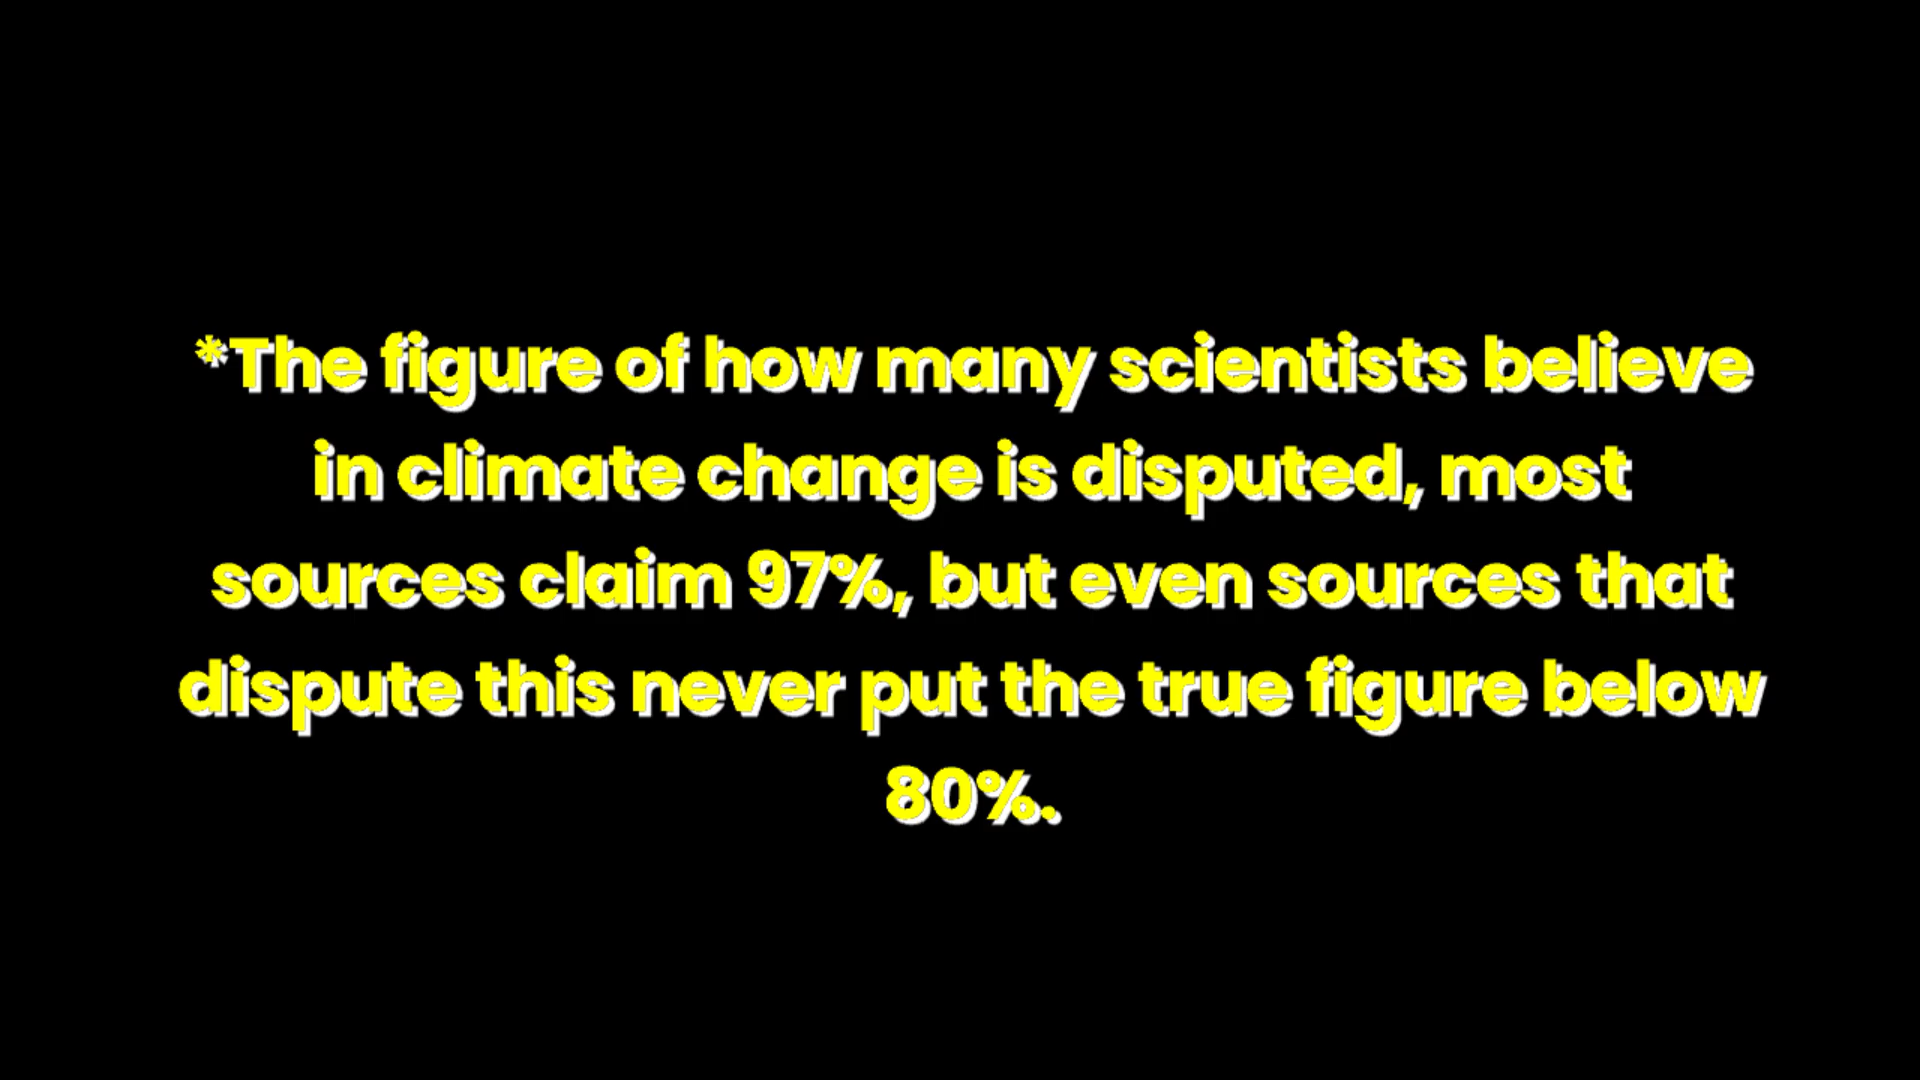 *The figure of how many scientists believe
in climate change is disputed, most
sources claim 97%, but even sources that
dispute this never put the true figure below
80%.